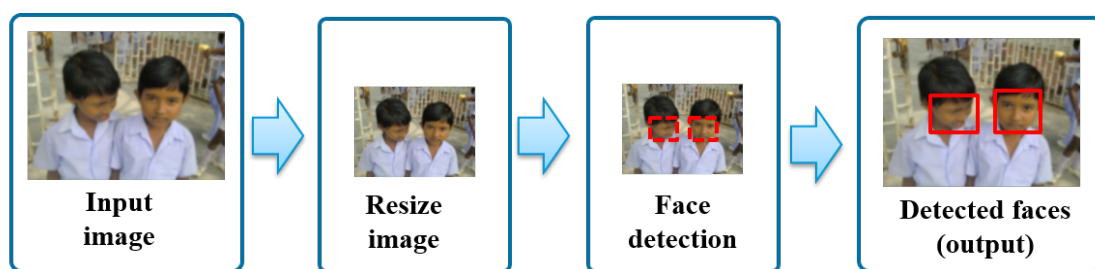 Input
image
Resize
image
Face
detection
Detected faces
(output)